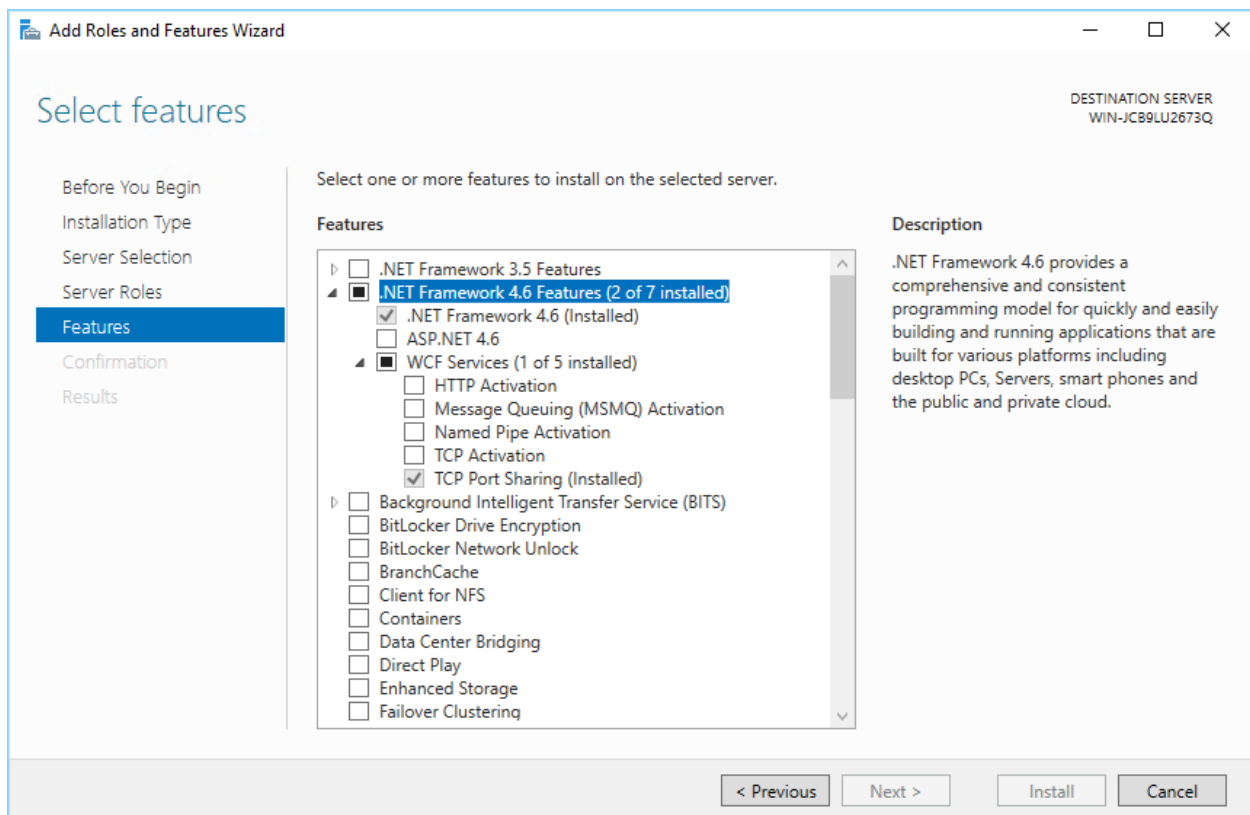 Add Roles and Features Wizard
Select features
DESTINATION SERVER
WIN-JCB9LU2673Q
Before You Begin
Installation Type
Server Selection
Server Roles
Features
Confirmation
Results
Select one or more features to install on the selected server.
Features
.NET Framework 3.5 Features
.NET Framework 4.6 Features (2 of 7 installed)
.NET Framework 4.6 (Installed)
ASP.NET 4.6
WCF Services (1 of 5 installed)
HTTP Activation
Message Queuing (MSMQ) Activation
Named Pipe Activation
TCP Activation
TCP Port Sharing (Installed)
Background Intelligent Transfer Service (BITS)
BitLocker Drive Encryption
BitLocker Network Unlock
BranchCache
Client for NFS
Containers
Data Center Bridging
Direct Play
Enhanced Storage
Failover Clustering
Description
.NET Framework 4.6 provides a
comprehensive and consistent
programming model for quickly and easily
building and running applications that are
built for various platforms including
desktop PCs, Servers, smart phones and
the public and private cloud.
< Previous
Next >
Install
Cancel